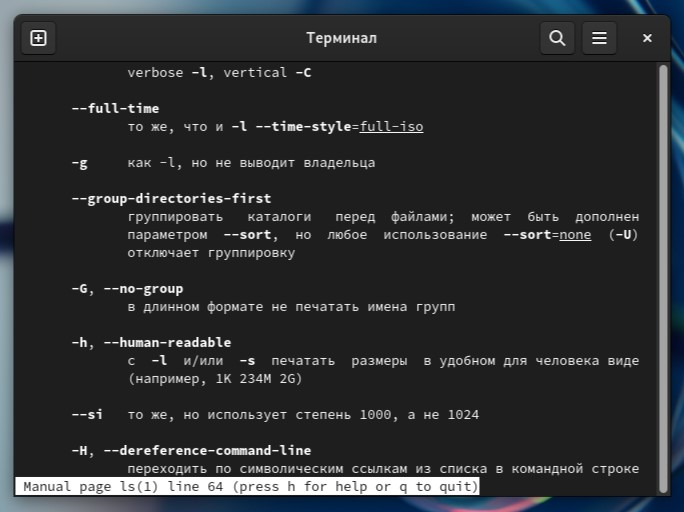 Терминал
verbose -l, vertical -C
--full-time
то же, что и -l --time-style=full-iso
-g как -l, но не выводит владельца
--group-directories-first
группировать каталоги перед файлами; может быть дополнен
параметром --sort, но любое использование --sort=none (-U)
отключает группировку
-G, --no-group
в длинном формате не печатать имена групп
-h, --human-readable
с -l и/или -s печатать размеры в удобном для человека виде
(например, 1K 234M 2G)
--si то же, но использует степень 1000, а не 1024
-H, --dereference-command-line
переходить по символическим ссылкам из списка в командной строке
Manual page ls(1) line 64 (press h for help or q to quit)